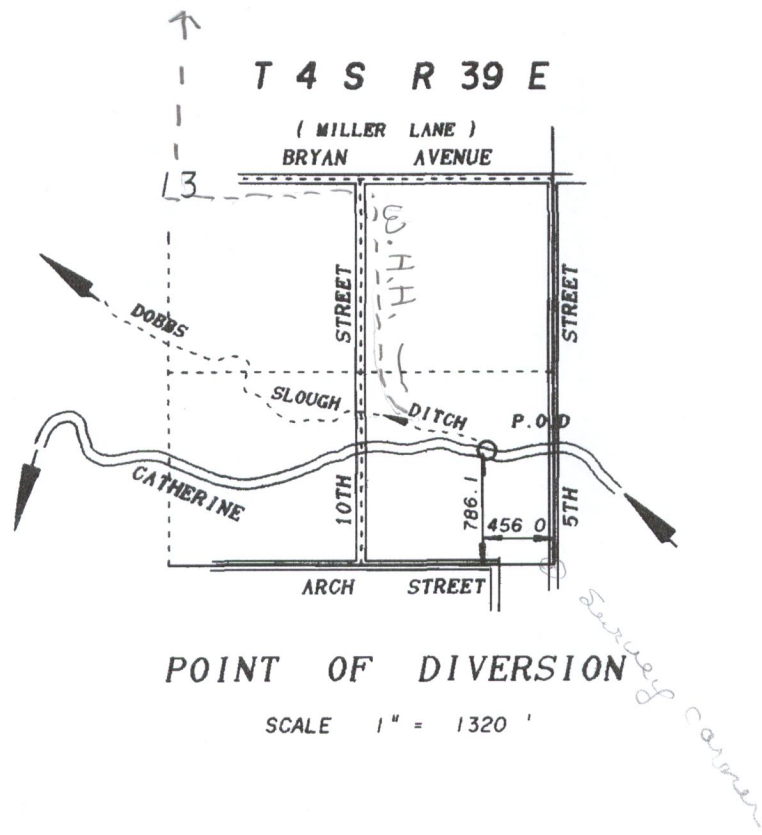 T 4 S R 39 E
( MILLER LANE )
BRYAN AVENUE
13
STREET
STREET
DOBBS
SLOUGH
DITCH
P.O.D
CATHERINE
10TH
786.1
456 0
5TH
ARCH STREET
Survey Corner
POINT OF DIVERSION
SCALE 1" = 1320 '